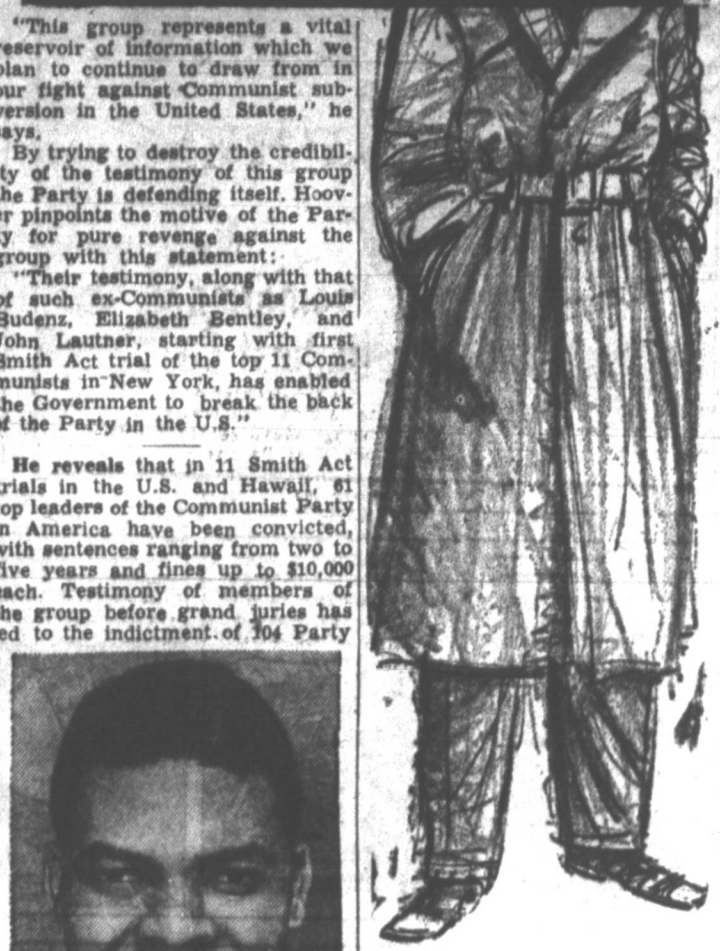 "This group represents a vital
reservoir of information which we
plan to continue to draw from in
our fight against Communist sub-
version in the United States," he
says.
By trying to destroy the credibil-
ity of the testimony of this group
the Party is defending itself. Hoov-
er pinpoints the motive of the Par-
ty for pure revenge against the
group with this statement:
"Their testimony, along with that
of such ex-Communists as Louis
Budenz, Elizabeth Bentley, and
John Lautner, starting with first
Smith Act trial of the top 11 Com-
munists in New York, has enabled
the Government to break the back
of the Party in the U.S."
He reveals that in 11 Smith Act
trials in the U.S. and Hawaii, 61
top leaders of the Communist Party
in America have been convicted,
with sentences ranging from two to
five years and fines up to $10,000
each. Testimony of members of
the group before grand juries has
led to the indictment of 104 Party